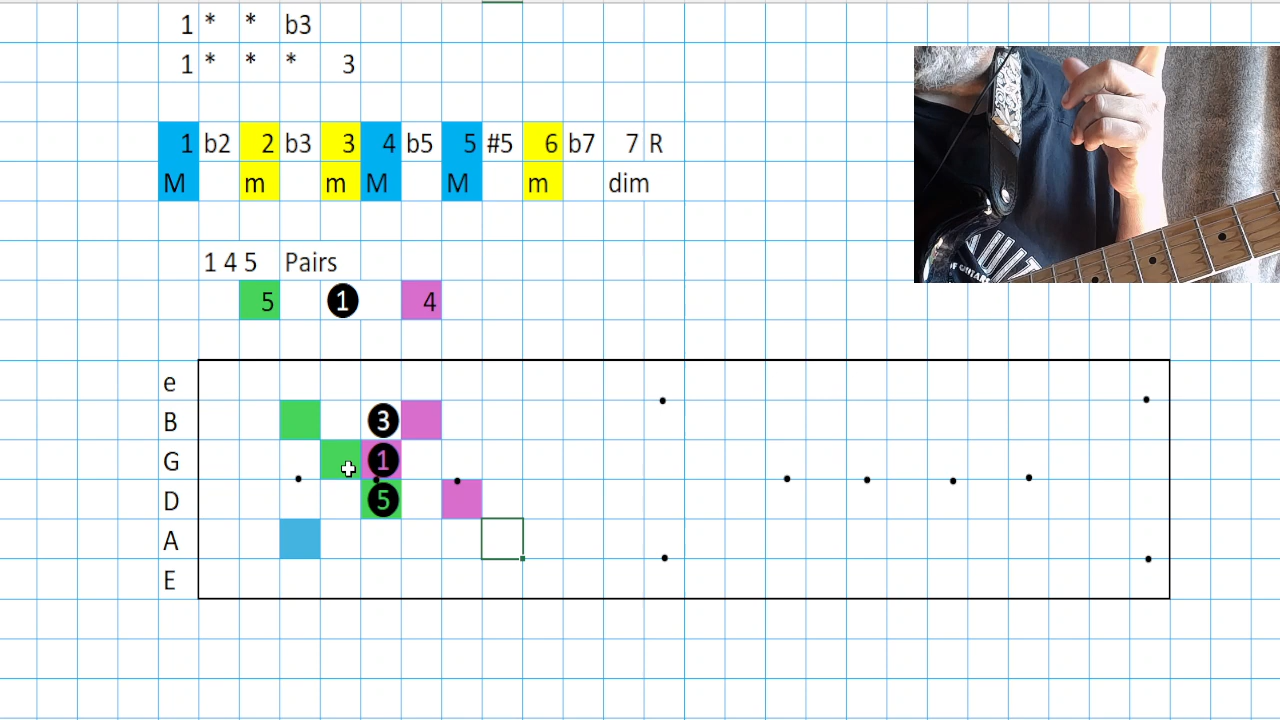 1 * * b3
1 * * * 3
1 b2 2 b3 3 4 b5 5 #5 6 b7 7 R
M m m M M m dim
1 4 5 Pairs
5 1 4
e
B 3
G 1
D 5
A
E